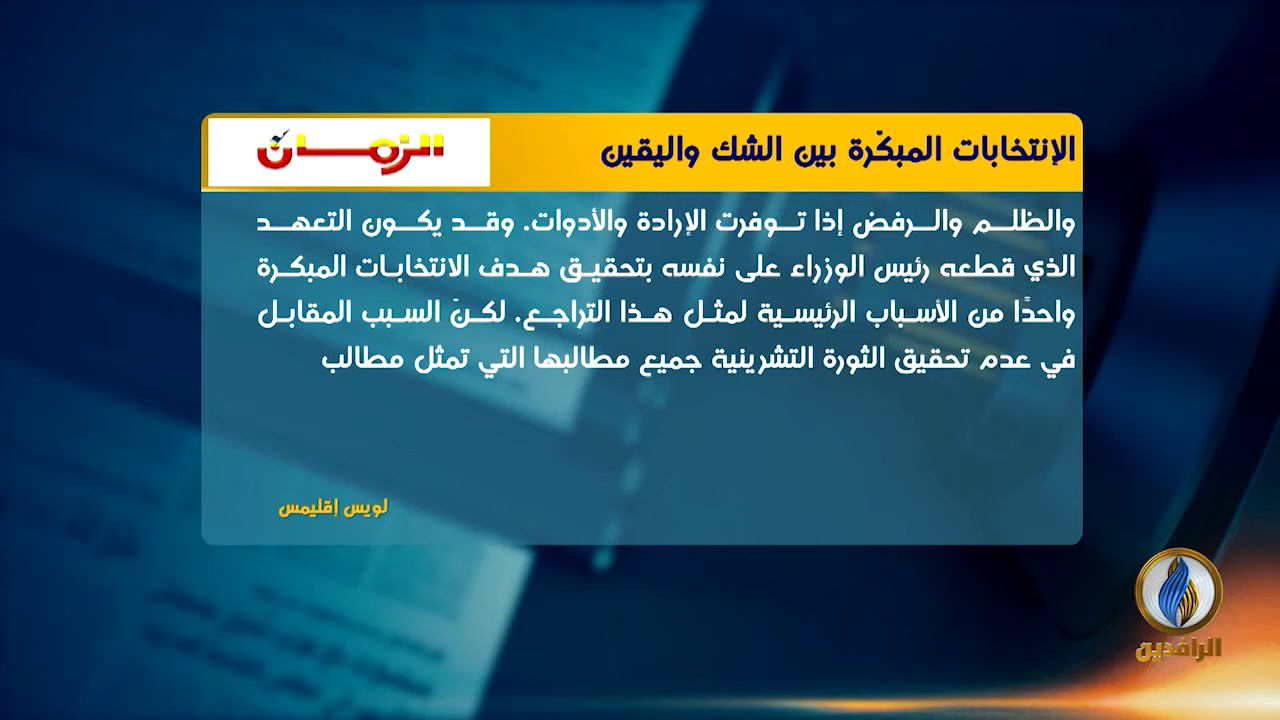 الإنتخابات المبكّرة بين الشك واليقين
الزمان
والظلم والرفض إذا توفرت الإرادة والأدوات. وقد يكون التعهد
الذي قطعه رئيس الوزراء على نفسه بتحقيق هدف الانتخابات المبكرة
واحدًا من الأسباب الرئيسية لمثل هذا التراجع. لكنّ السبب المقابل
في عدم تحقيق الثورة التشرينية جميع مطالبها التي تمثل مطالب
لويس إقليمس
الرافدين